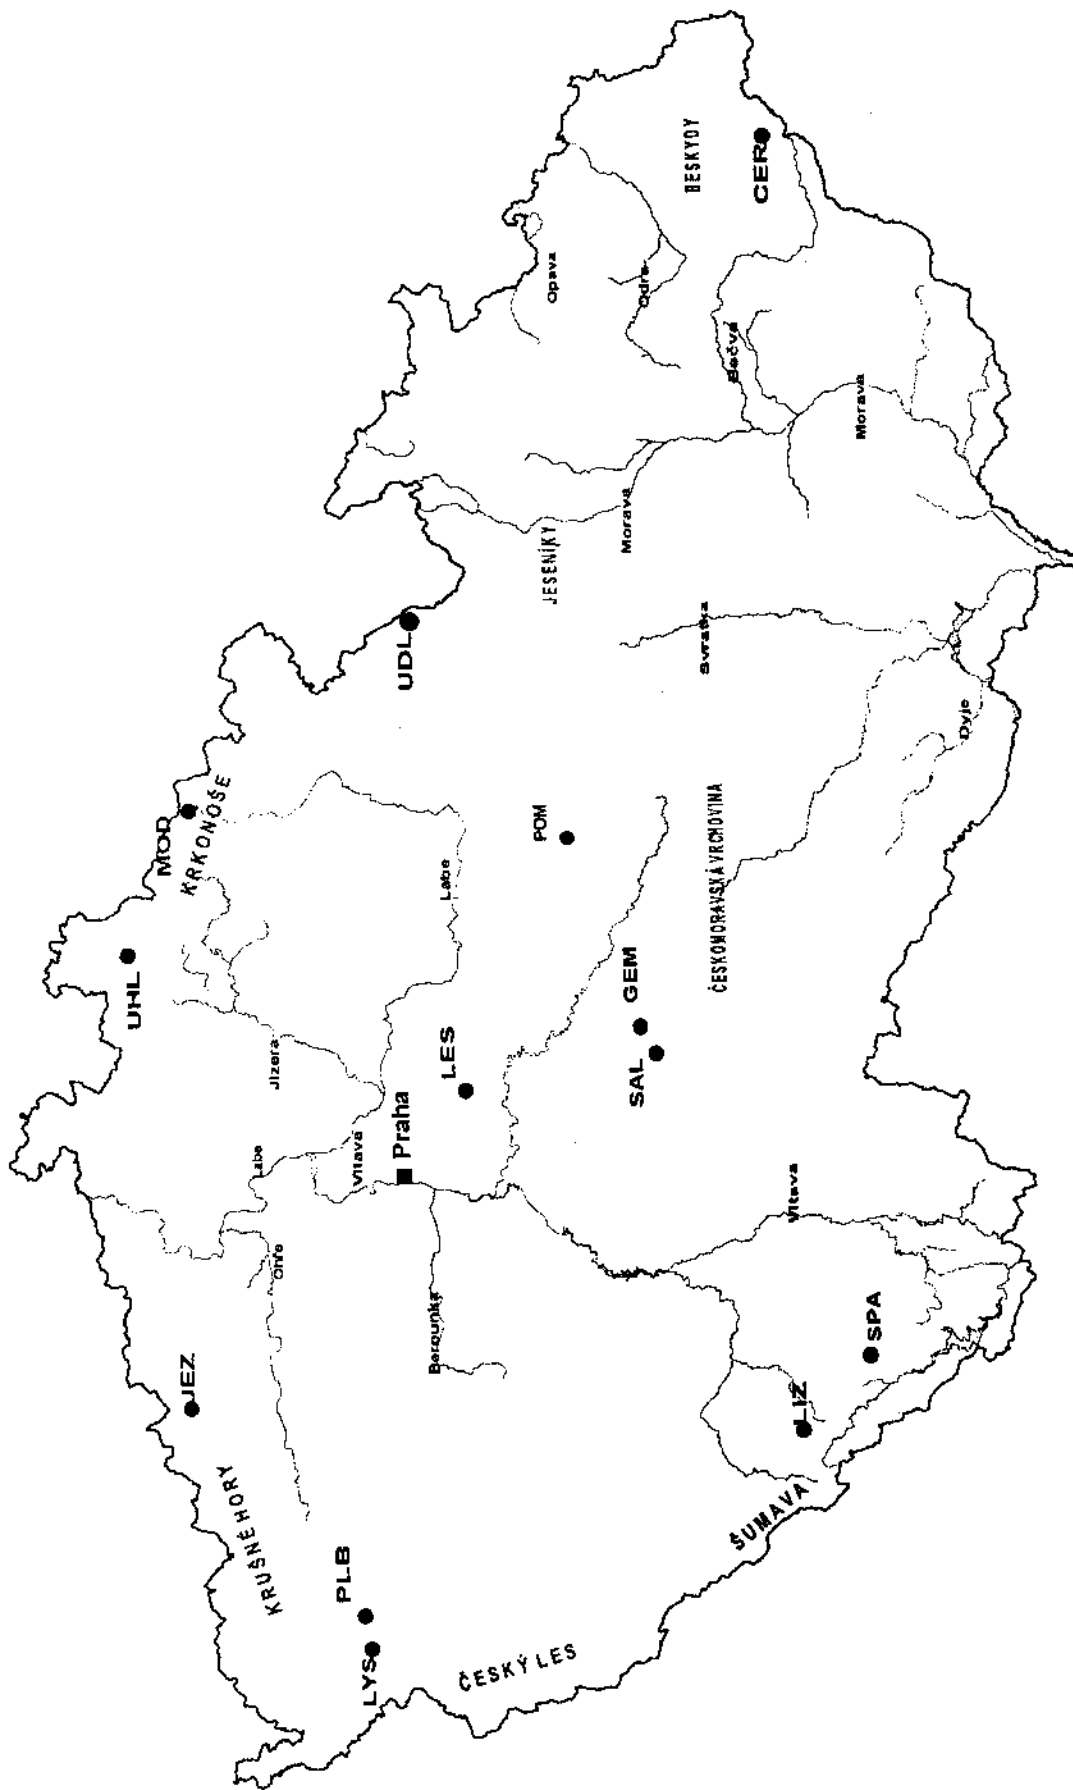 UHL
MOD
KRKONOŠE
JEZ
KRUŠNÉ HORY
Labe
Jizera
Ohře
Vltava
Praha
PLB
LYS
UDL
Labe
LES
Berounka
ČESKÝ LES
POM
JESENÍKY
Opava
GEM
SAL
Morava
Odra
BESKYDY
ČESKOMORAVSKÁ VRCHOVINA
Svratka
Bečva
CER
ŠUMAVA
LIZ
Vltava
SPA
Morava
Dyje